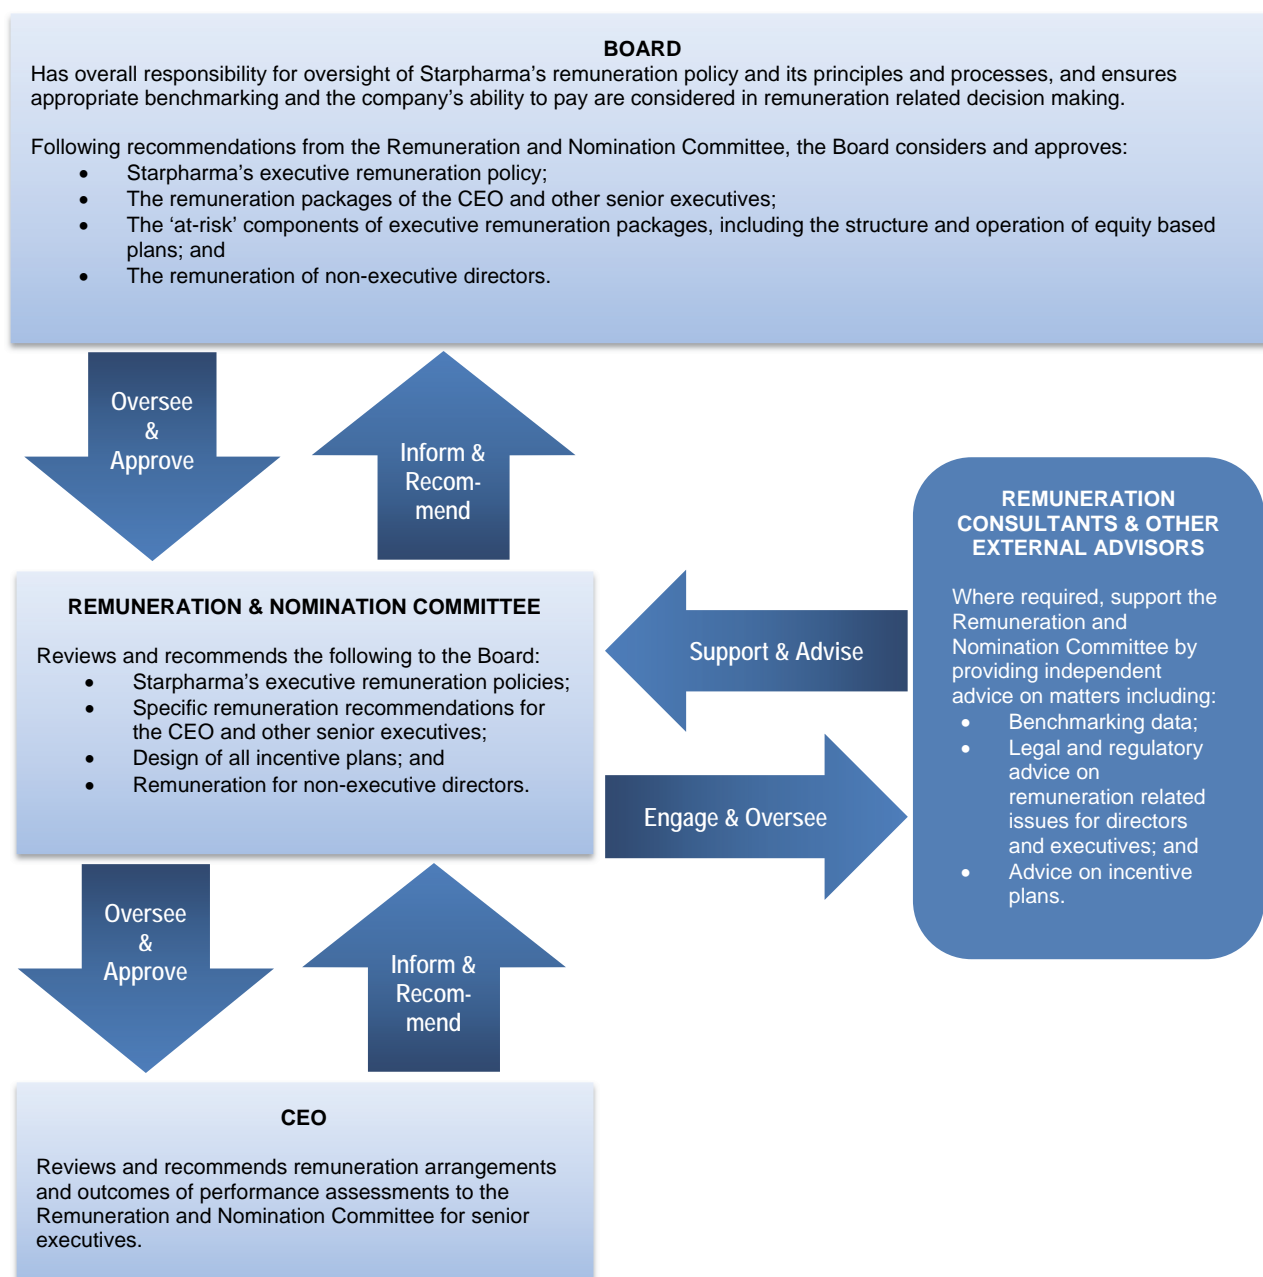 BOARD
Has overall responsibility for oversight of Starpharma’s remuneration policy and its principles and processes, and ensures
appropriate benchmarking and the company’s ability to pay are considered in remuneration related decision making.
Following recommendations from the Remuneration and Nomination Committee, the Board considers and approves:
• Starpharma’s executive remuneration policy;
• The remuneration packages of the CEO and other senior executives;
• The ‘at-risk’ components of executive remuneration packages, including the structure and operation of equity based
plans; and
• The remuneration of non-executive directors.
Oversee
&
Approve
Inform &
Recom-
mend
REMUNERATION & NOMINATION COMMITTEE
Reviews and recommends the following to the Board:
• Starpharma’s executive remuneration policies;
• Specific remuneration recommendations for
the CEO and other senior executives;
• Design of all incentive plans; and
• Remuneration for non-executive directors.
Support & Advise
Engage & Oversee
REMUNERATION
CONSULTANTS & OTHER
EXTERNAL ADVISORS
Where required, support the
Remuneration and
Nomination Committee by
providing independent
advice on matters including:
• Benchmarking data;
• Legal and regulatory
advice on
remuneration related
issues for directors
and executives; and
• Advice on incentive
plans.
Oversee
&
Approve
Inform &
Recom-
mend
CEO
Reviews and recommends remuneration arrangements
and outcomes of performance assessments to the
Remuneration and Nomination Committee for senior
executives.